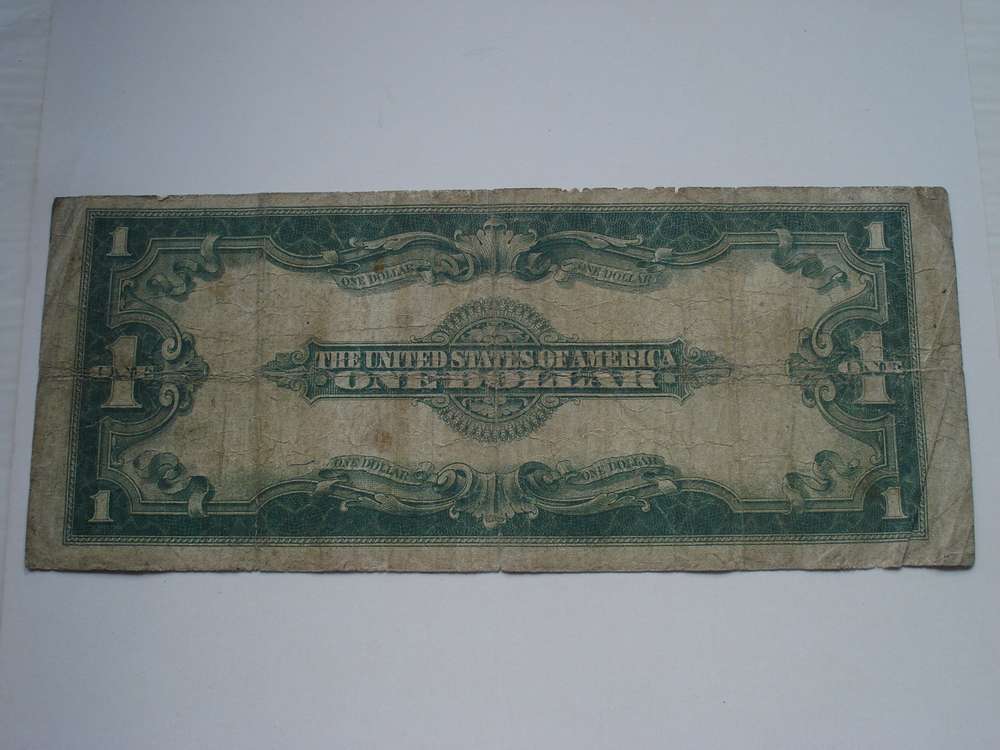 1 1
ONE DOLLAR ONE DOLLAR
THE UNITED STATES OF AMERICA
1 ONE ONE DOLLAR 1 ONE
ONE DOLLAR ONE DOLLAR
1 1